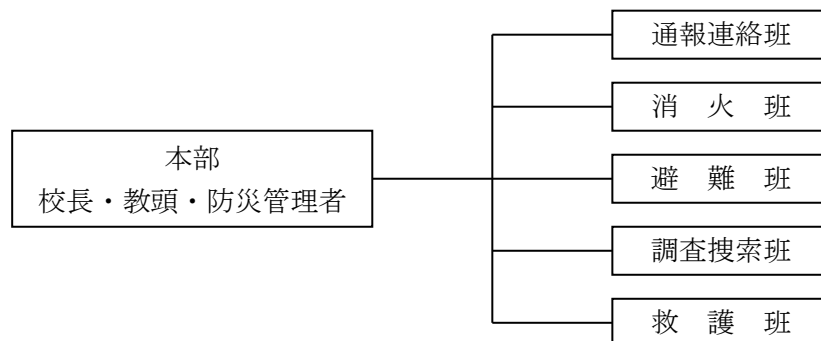 本部
校長・教頭・防災管理者
通報連絡班
消　火　班
避　難　班
調査捜索班
救　護　班